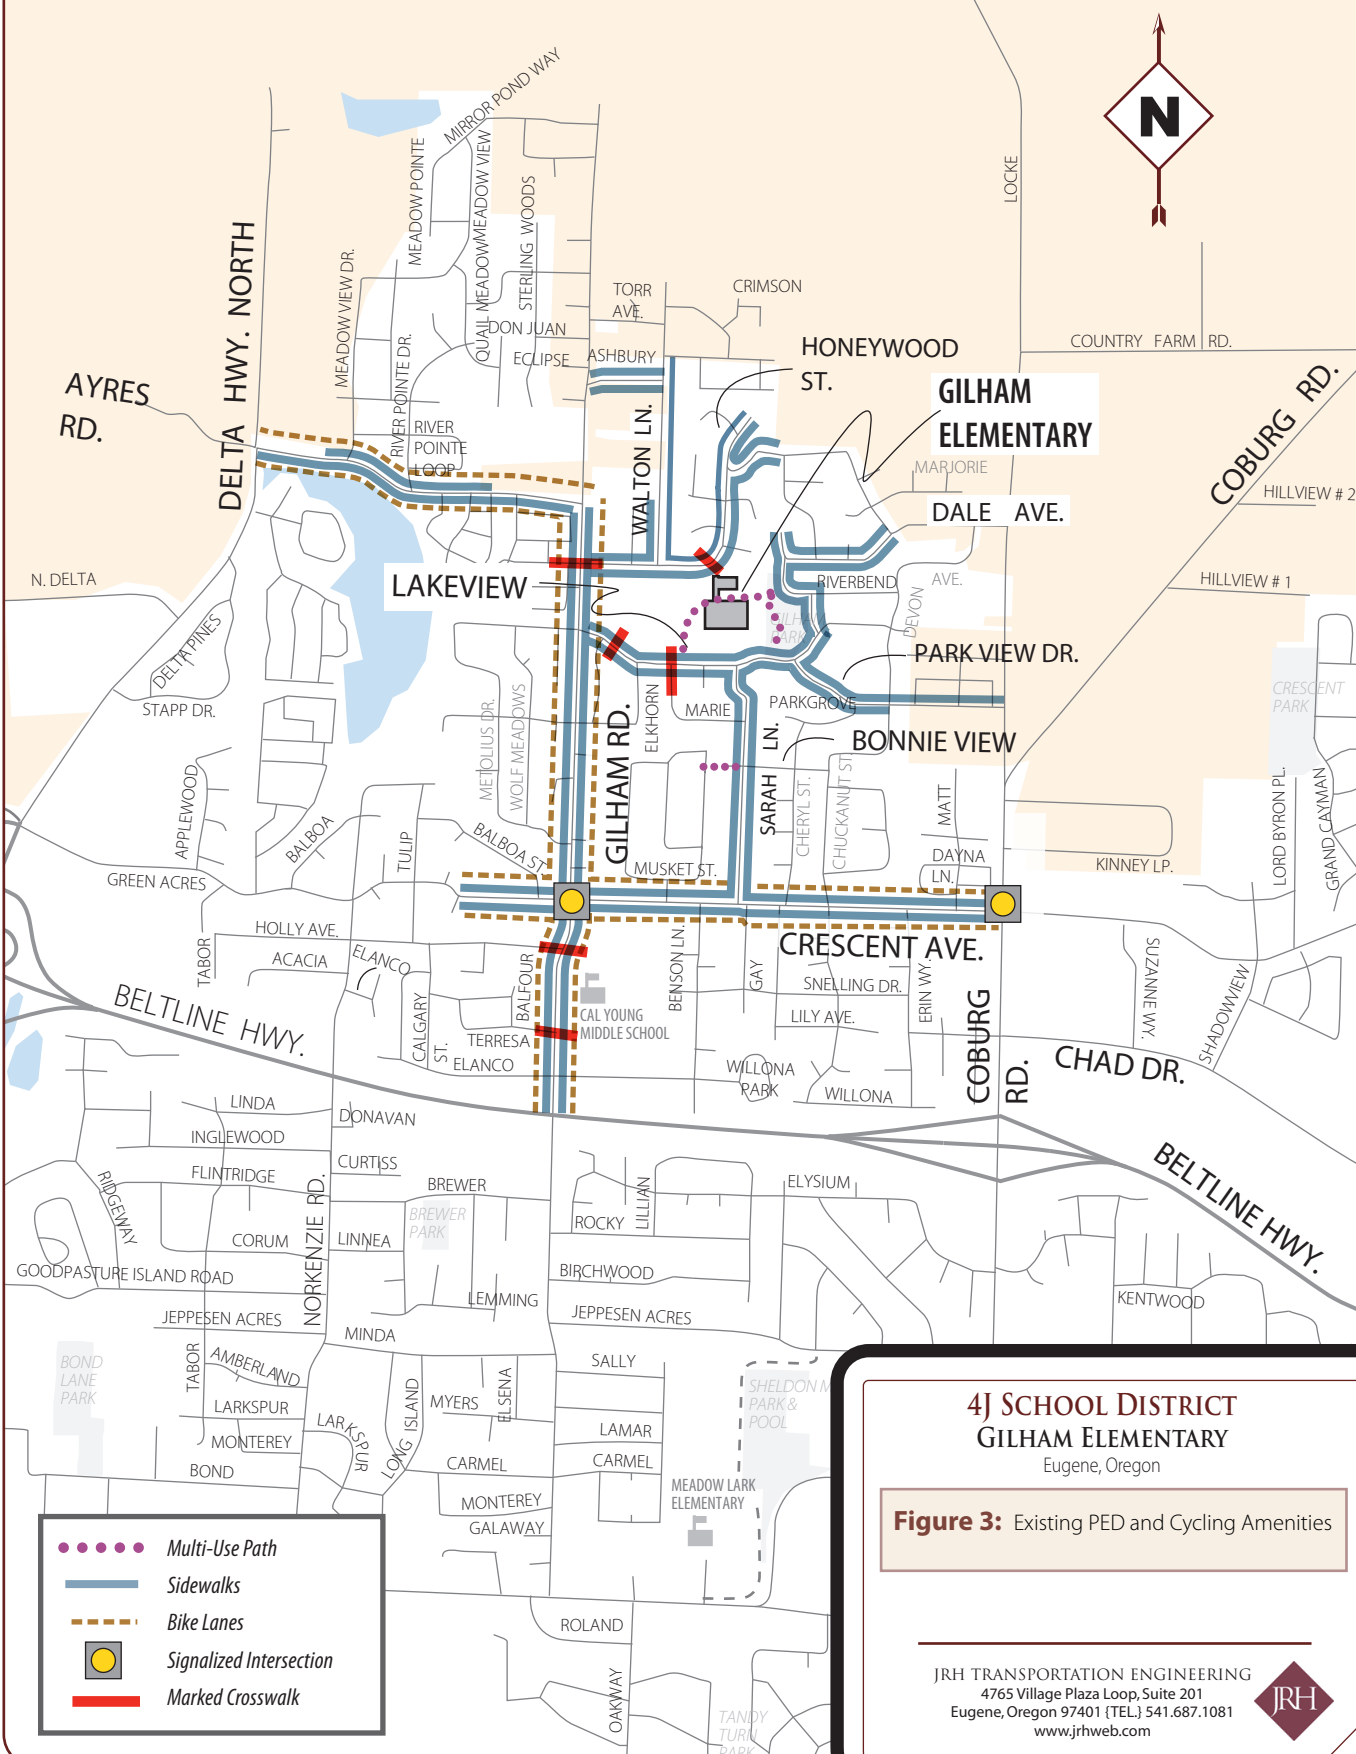 N
MIRROR POND WAY
MEADOW POINTE
MEADOW VIEW
QUAIL MEADOW
STERLING WOODS
LOCKE
DELTA HWY. NORTH
MEADOW VIEW DR.
RIVER POINTE DR.
DON JUAN
ECLIPSE
TORR
AVE.
CRIMSON
ASHBURY
HONEYWOOD
ST.
COUNTRY FARM RD.
COBURG RD.
AYRES
RD.
GILHAM
ELEMENTARY
RIVER
POINTE
LOOP
WALTON LN.
MARJORIE
DALE AVE.
HILLVIEW # 2
HILLVIEW # 1
N. DELTA
LAKEVIEW
RIVERBEND
AVE.
DEVON
GILHAM
PARK
DELTA PINES
STAPP DR.
PARK VIEW DR.
CRESCENT
PARK
METOLIUS DR.
WOLF MEADOWS
GILHAM RD.
ELKHORN
MARIE
PARKGROVE
SARAH LN.
BONNIE VIEW
CHERYL ST.
CHUCKANUT ST.
MATT
LORD BYRON PL.
GRAND CAYMAN
APPLEWOOD
BALBOA
TULIP
BALBOA ST.
MUSKET ST.
DAYNA
LN.
KINNEY LP.
GREEN ACRES
HOLLY AVE.
ACACIA
TABOR
ELANCO
CALGARY
ST.
BALFOUR
TERRESA
ELANCO
CAL YOUNG
MIDDLE SCHOOL
BENSON LN.
GAY
CRESCENT AVE.
SNELLING DR.
LILY AVE.
ERIN WY.
COBURG
RD.
SUZANNE WY.
SHADOWVIEW
CHAD DR.
BELTLINE HWY.
WILLONA
PARK
WILLONA
LINDA
DONAVAN
INGLEWOOD
FLINTRIDGE
CURTISS
RIDGEWAY
NORKENZIE RD.
BREWER
BREWER
PARK
CORUM
LINNEA
GOODPASTURE ISLAND ROAD
ROCKY
LILLIAN
ELYSIUM
BELTLINE HWY.
BIRCHWOOD
LEMMING
JEPPESEN ACRES
JEPPESEN ACRES
KENTWOOD
MINDA
BOND
LANE
PARK
TABOR
AMBERLAND
LARKSPUR
LARKSPUR
MONTEREY
BOND
LONG ISLAND
MYERS
ELSENA
SALLY
LAMAR
CARMEL
CARMEL
MONTEREY
GALAWAY
SHELDON M
PARK &
POOL
MEADOW LARK
ELEMENTARY
ROLAND
OAKWAY
TANDY
TURN
PARK
Multi-Use Path
Sidewalks
Bike Lanes
Signalized Intersection
Marked Crosswalk
4J SCHOOL DISTRICT
GILHAM ELEMENTARY
Eugene, Oregon
Figure 3: Existing PED and Cycling Amenities
JRH TRANSPORTATION ENGINEERING
4765 Village Plaza Loop, Suite 201
Eugene, Oregon 97401 {TEL.} 541.687.1081
www.jrhweb.com
JRH